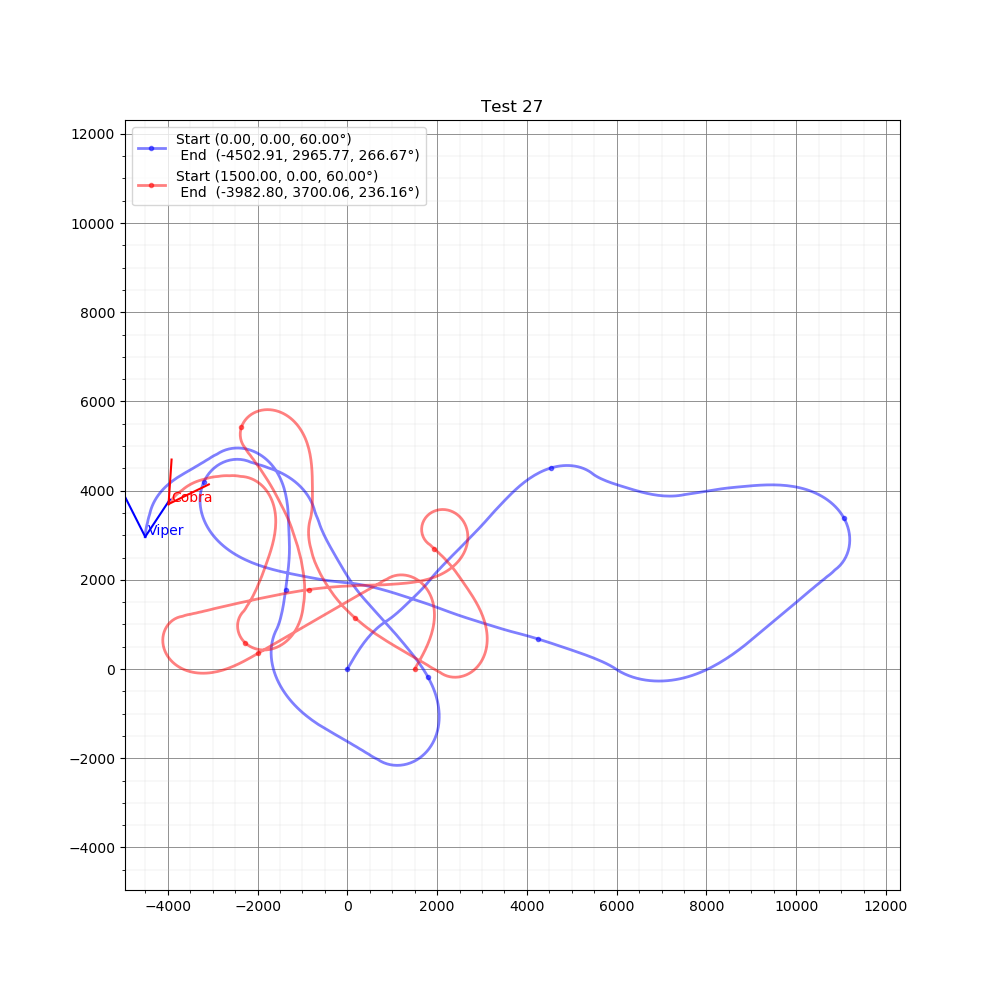 Test 27
Start (0.00, 0.00, 60.00°)
End (-4502.91, 2965.77, 266.67°)
Start (1500.00, 0.00, 60.00°)
End (-3982.80, 3700.06, 236.16°)
12000
10000
8000
6000
4000
2000
0
−2000
−4000
Cobra
Viper
−4000 −2000 0 2000 4000 6000 8000 10000 12000